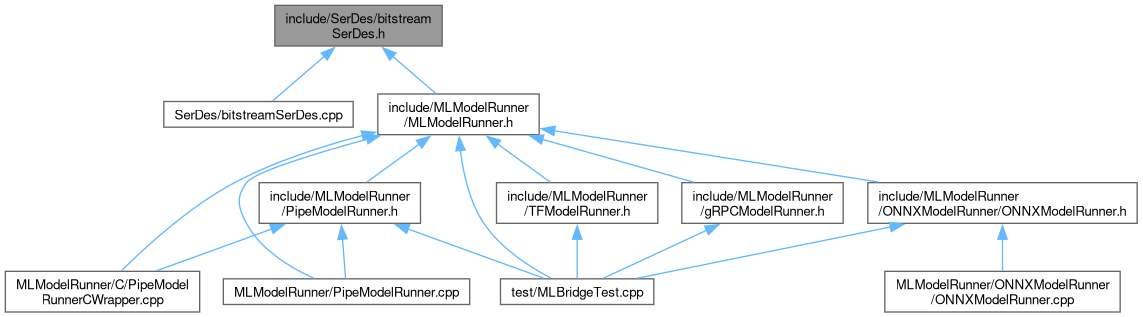 include/SerDes/bitstream
SerDes.h
SerDes/bitstreamSerDes.cpp
include/MLModelRunner
/MLModelRunner.h
include/MLModelRunner
/PipeModelRunner.h
include/MLModelRunner
/TFModelRunner.h
include/MLModelRunner
/gRPCModelRunner.h
include/MLModelRunner
/ONNXModelRunner/ONNXModelRunner.h
MLModelRunner/C/PipeModel
RunnerCWrapper.cpp
MLModelRunner/PipeModelRunner.cpp
test/MLBridgeTest.cpp
MLModelRunner/ONNXModelRunner
/ONNXModelRunner.cpp